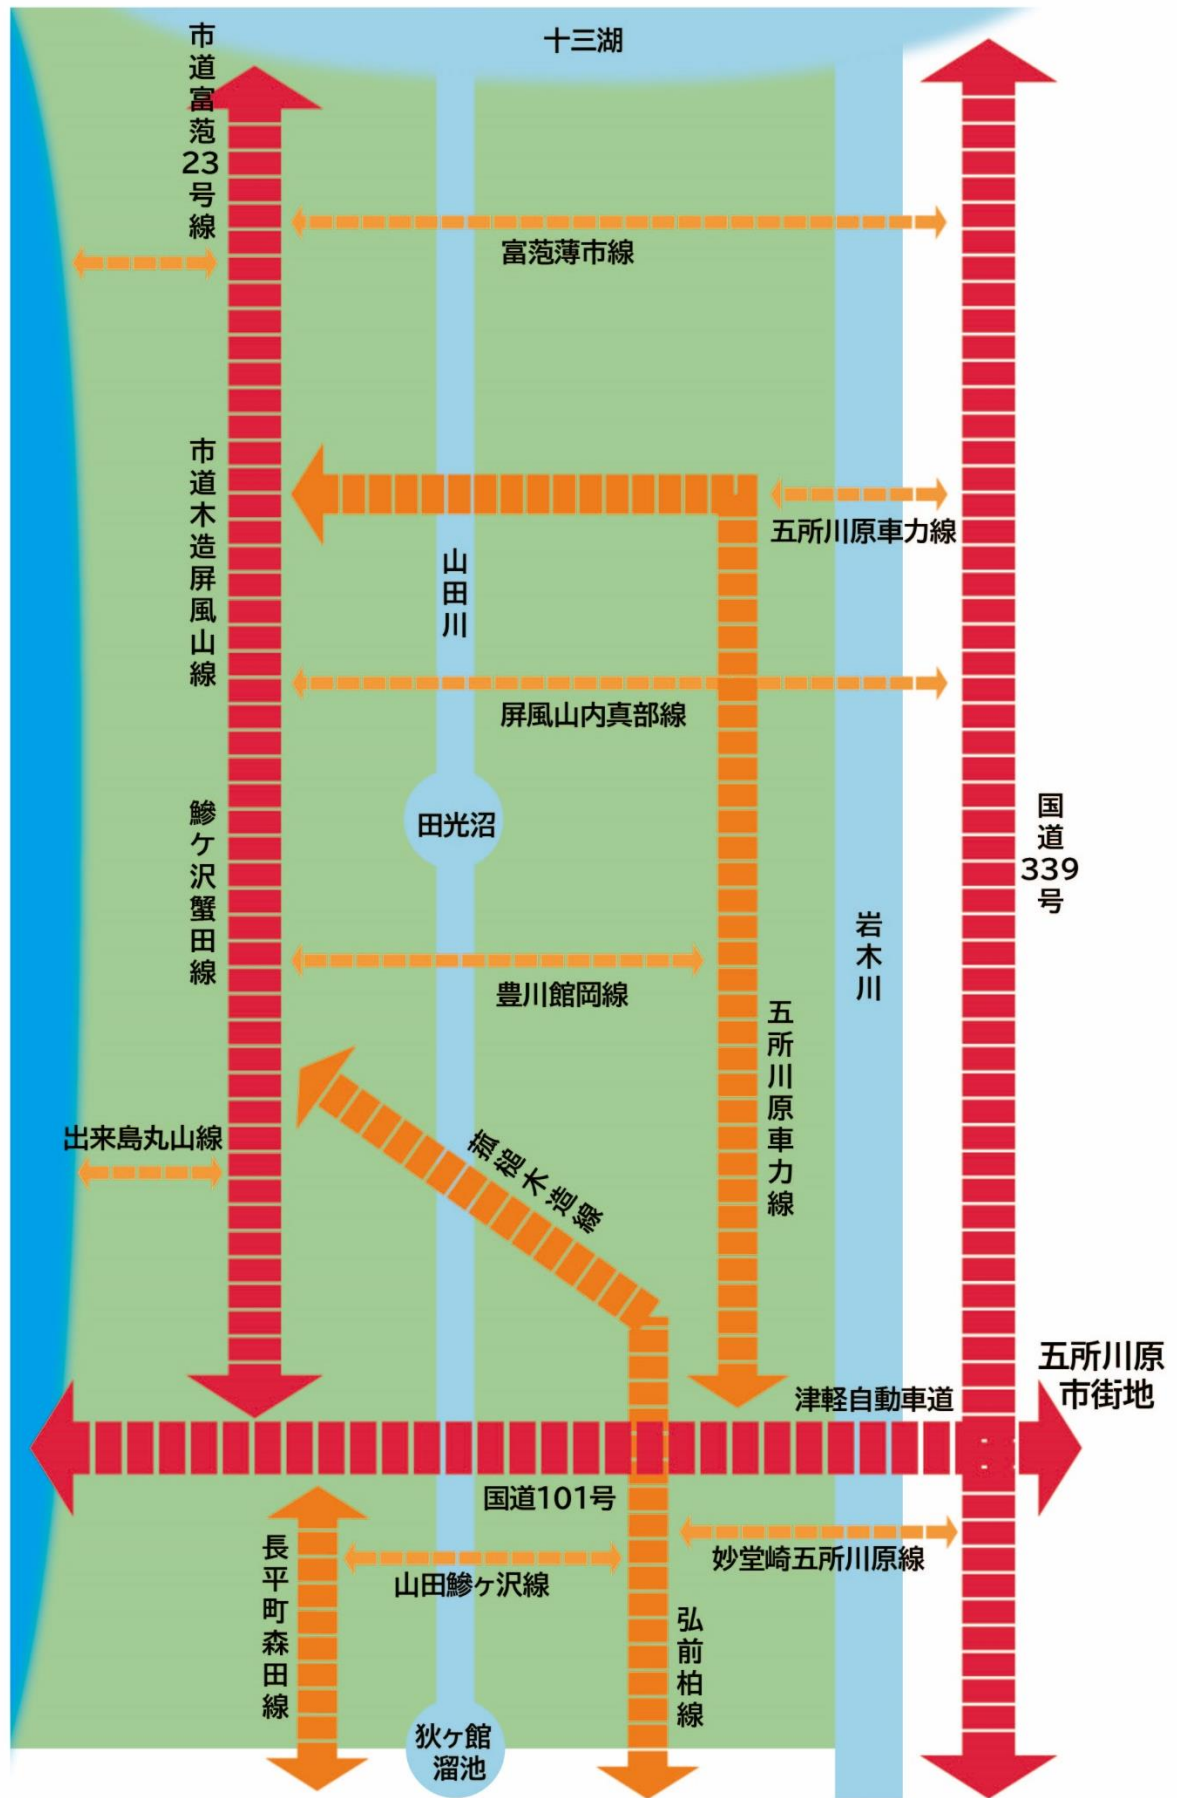 十三湖
市道富萢23号線
富萢薄市線
市道木造屏風山線
五所川原車力線
山田川
屏風山内真部線
鰺ケ沢蟹田線
田光沼
国道339号
岩木川
豊川館岡線
五所川原車力線
出来島丸山線
菰槌木造線
五所川原
市街地
津軽自動車道
国道101号
長平町森田線
山田鰺ヶ沢線
妙堂崎五所川原線
弘前柏線
狄ヶ館
溜池